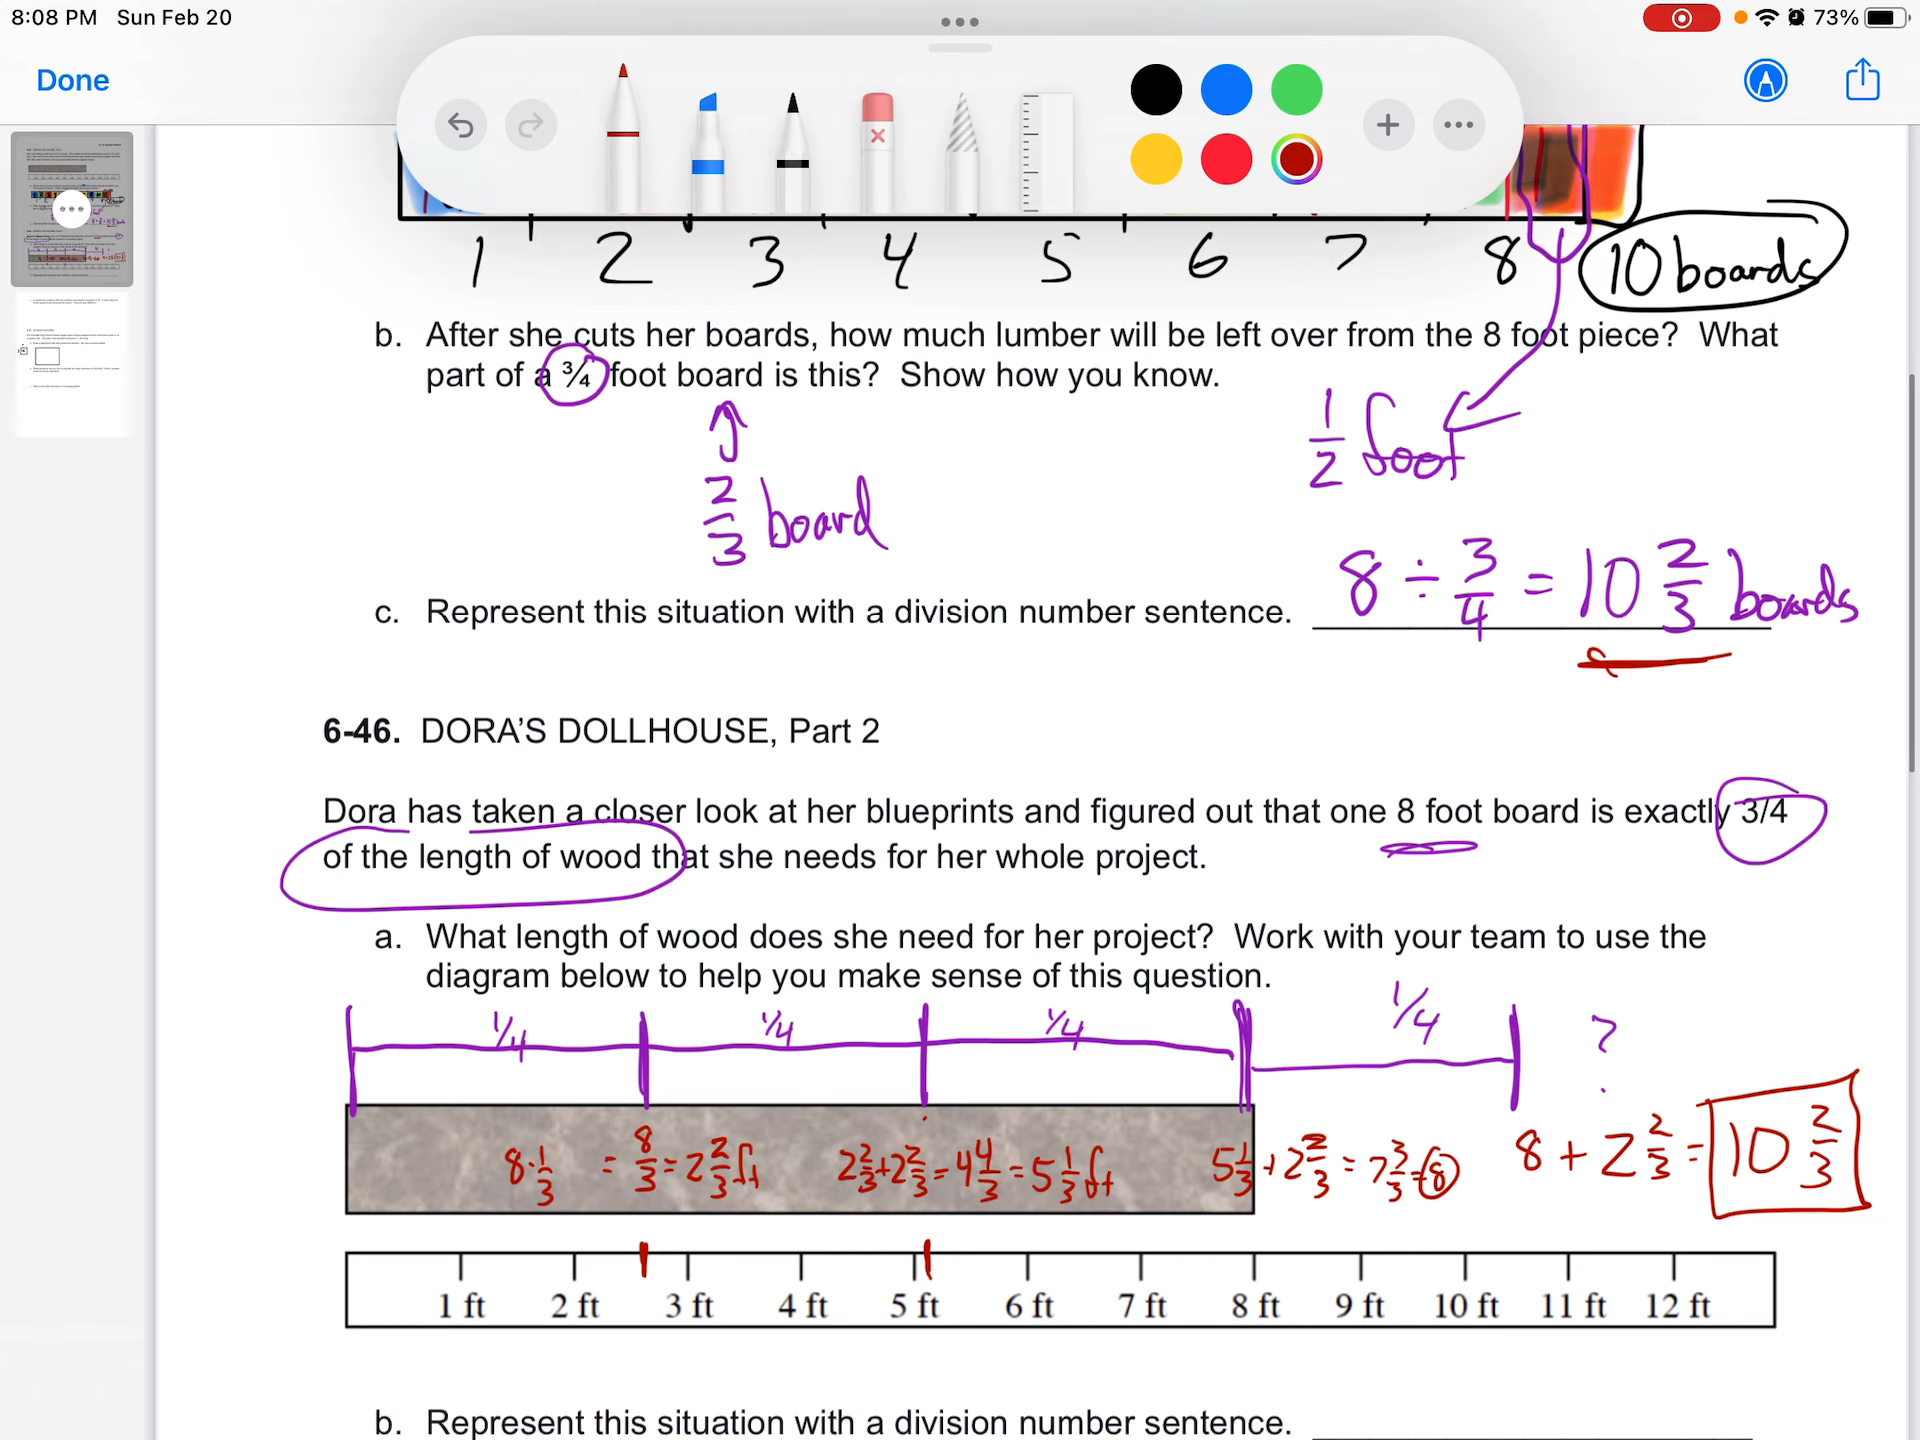 8:08 PM Sun Feb 20
73%
Done
1 2 3 4 5 6 7 8 10 boards
b. After she cuts her boards, how much lumber will be left over from the 8 foot piece? What
part of a ¾ foot board is this? Show how you know.
1/2 foot
2/3 board
8 ÷ 3/4 = 10 2/3 boards
c. Represent this situation with a division number sentence.
6-46. DORA'S DOLLHOUSE, Part 2
Dora has taken a closer look at her blueprints and figured out that one 8 foot board is exactly 3/4
of the length of wood that she needs for her whole project.
a. What length of wood does she need for her project? Work with your team to use the
diagram below to help you make sense of this question.
1/4 1/4 1/4 1/4 ?
8 · 1/3 = 8/3 = 2 2/3 ft 2 2/3 + 2 2/3 = 4 4/3 = 5 1/3 ft 5 1/3 + 2 2/3 = 7 3/3 = 8 8 + 2 2/3 = 10 2/3
1 ft 2 ft 3 ft 4 ft 5 ft 6 ft 7 ft 8 ft 9 ft 10 ft 11 ft 12 ft
b. Represent this situation with a division number sentence.